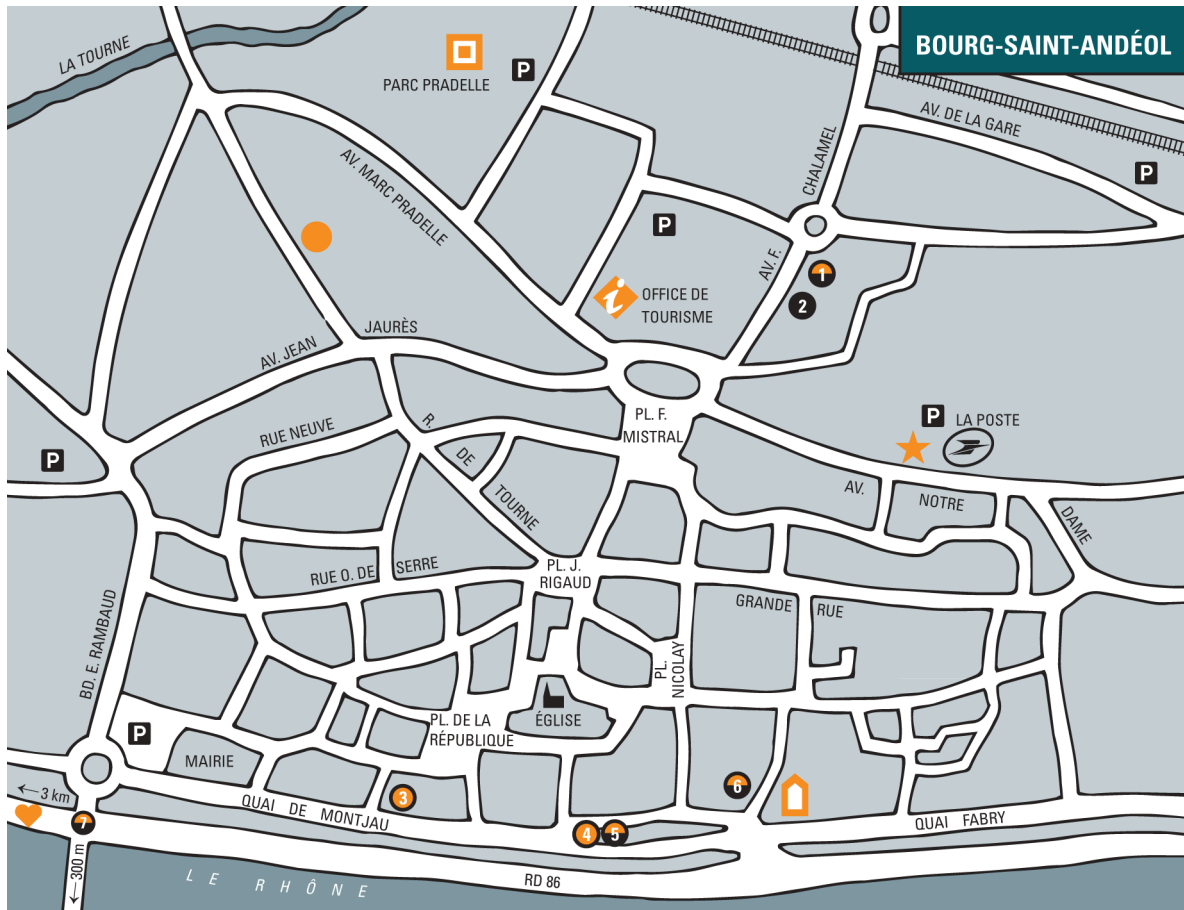 BOURG-SAINT-ANDÉOL
LA TOURNE
PARC PRADELLE
P
AV. DE LA GARE
P
CHALAMEL
AV. MARC PRADELLE
P
AV. F.
1
2
i
OFFICE DE
TOURISME
JAURÈS
AV. JEAN
PL. F.
MISTRAL
P
LA POSTE
RUE NEUVE
R.
DE
TOURNE
P
AV.
NOTRE
DAME
RUE O. DE
SERRE
PL. J.
RIGAUD
GRANDE
RUE
BD. E. RAMBAUD
PL.
NICOLAY
PL. DE LA
RÉPUBLIQUE
ÉGLISE
P
MAIRIE
3 km
QUAI DE MONTJAU
3
6
7
4
5
QUAI FABRY
300 m
LE RHÔNE
RD 86